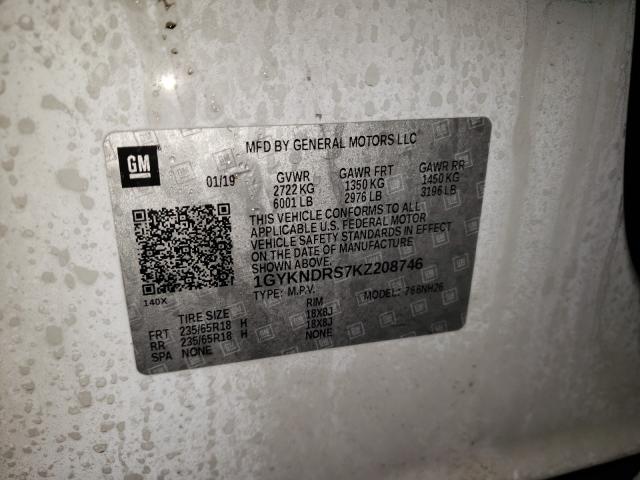 GM
MFD BY GENERAL MOTORS LLC
01/19
GVWR GAWR FRT GAWR RR
2722 KG 1350 KG 1450 KG
6001 LB 2976 LB 3196 LB
THIS VEHICLE CONFORMS TO ALL
APPLICABLE U.S. FEDERAL MOTOR
VEHICLE SAFETY STANDARDS IN EFFECT
ON THE DATE OF MANUFACTURE
SHOWN ABOVE.
1GYKNDRS7KZ208746
140X
TYPE: M.P.V. MODEL: 766NH26
TIRE SIZE RIM
FRT 235/65R18 H 18X8J
RR 235/65R18 H 18X8J
SPA NONE NONE